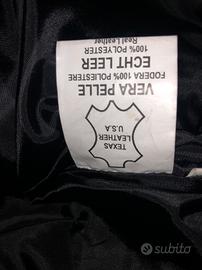 VERA PELLE
ECHT LEER
FODERA 100% POLIESTERE
100% POLYESTER
Real Leather
TEXAS
LEATHER
U.S.A
subito